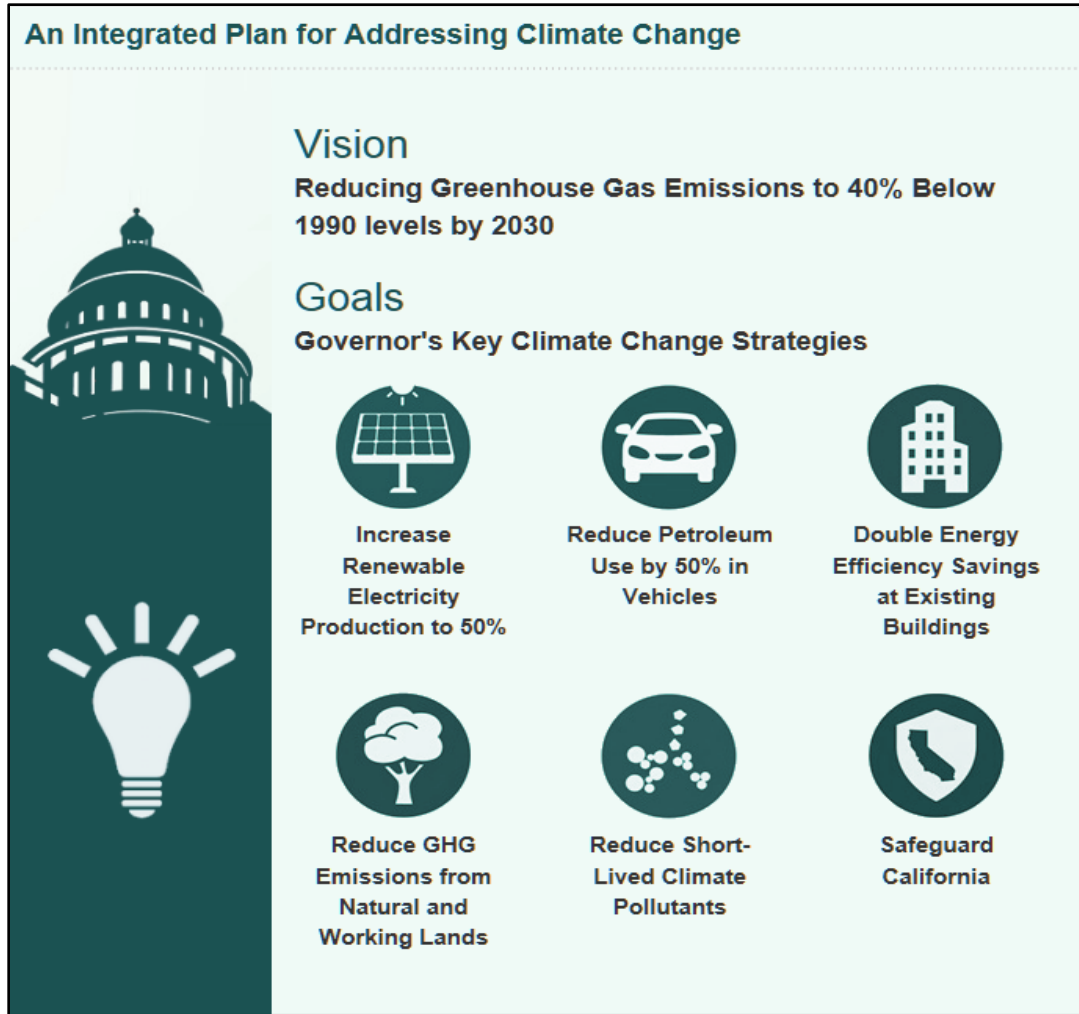 An Integrated Plan for Addressing Climate Change
Vision
Reducing Greenhouse Gas Emissions to 40% Below
1990 levels by 2030
Goals
Governor's Key Climate Change Strategies
Increase
Renewable
Electricity
Production to 50%
Reduce Petroleum
Use by 50% in
Vehicles
Double Energy
Efficiency Savings
at Existing
Buildings
Reduce GHG
Emissions from
Natural and
Working Lands
Reduce Short-
Lived Climate
Pollutants
Safeguard
California